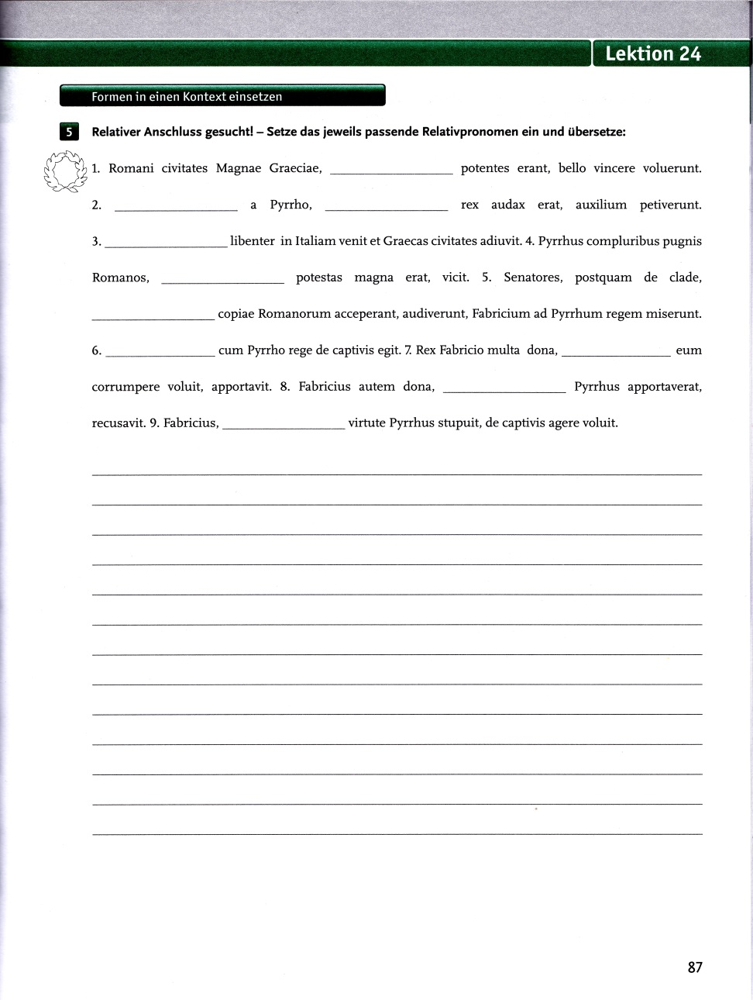 Lektion 24
Formen in einen Kontext einsetzen
5 Relativer Anschluss gesucht! – Setze das jeweils passende Relativpronomen ein und übersetze:
1. Romani civitates Magnae Graeciae, ________________ potentes erant, bello vincere voluerunt.
2. ________________ a Pyrrho, ________________ rex audax erat, auxilium petiverunt.
3. ________________ libenter in Italiam venit et Graecas civitates adiuvit. 4. Pyrrhus compluribus pugnis
Romanos, ________________ potestas magna erat, vicit. 5. Senatores, postquam de clade,
________________ copiae Romanorum acceperant, audiverunt, Fabricium ad Pyrrhum regem miserunt.
6. ________________ cum Pyrrho rege de captivis egit. 7. Rex Fabricio multa dona, ________________ eum
corrumpere voluit, apportavit. 8. Fabricius autem dona, ________________ Pyrrhus apportaverat,
recusavit. 9. Fabricius, ________________ virtute Pyrrhus stupuit, de captivis agere voluit.
87